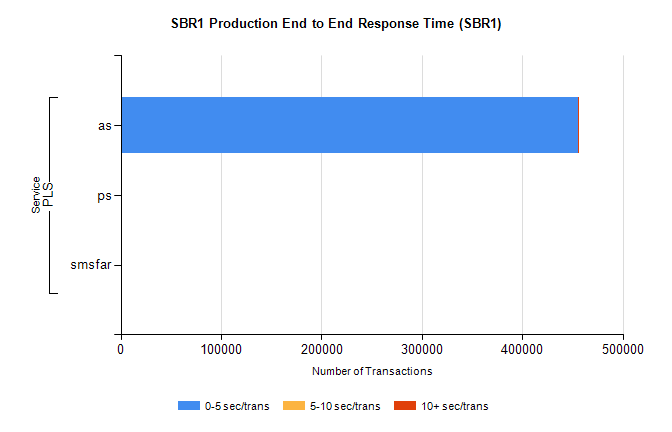 SBR1 Production End to End Response Time (SBR1)
Service
PLS
as
ps
smsfar
0 100000 200000 300000 400000 500000
Number of Transactions
0-5 sec/trans 5-10 sec/trans 10+ sec/trans